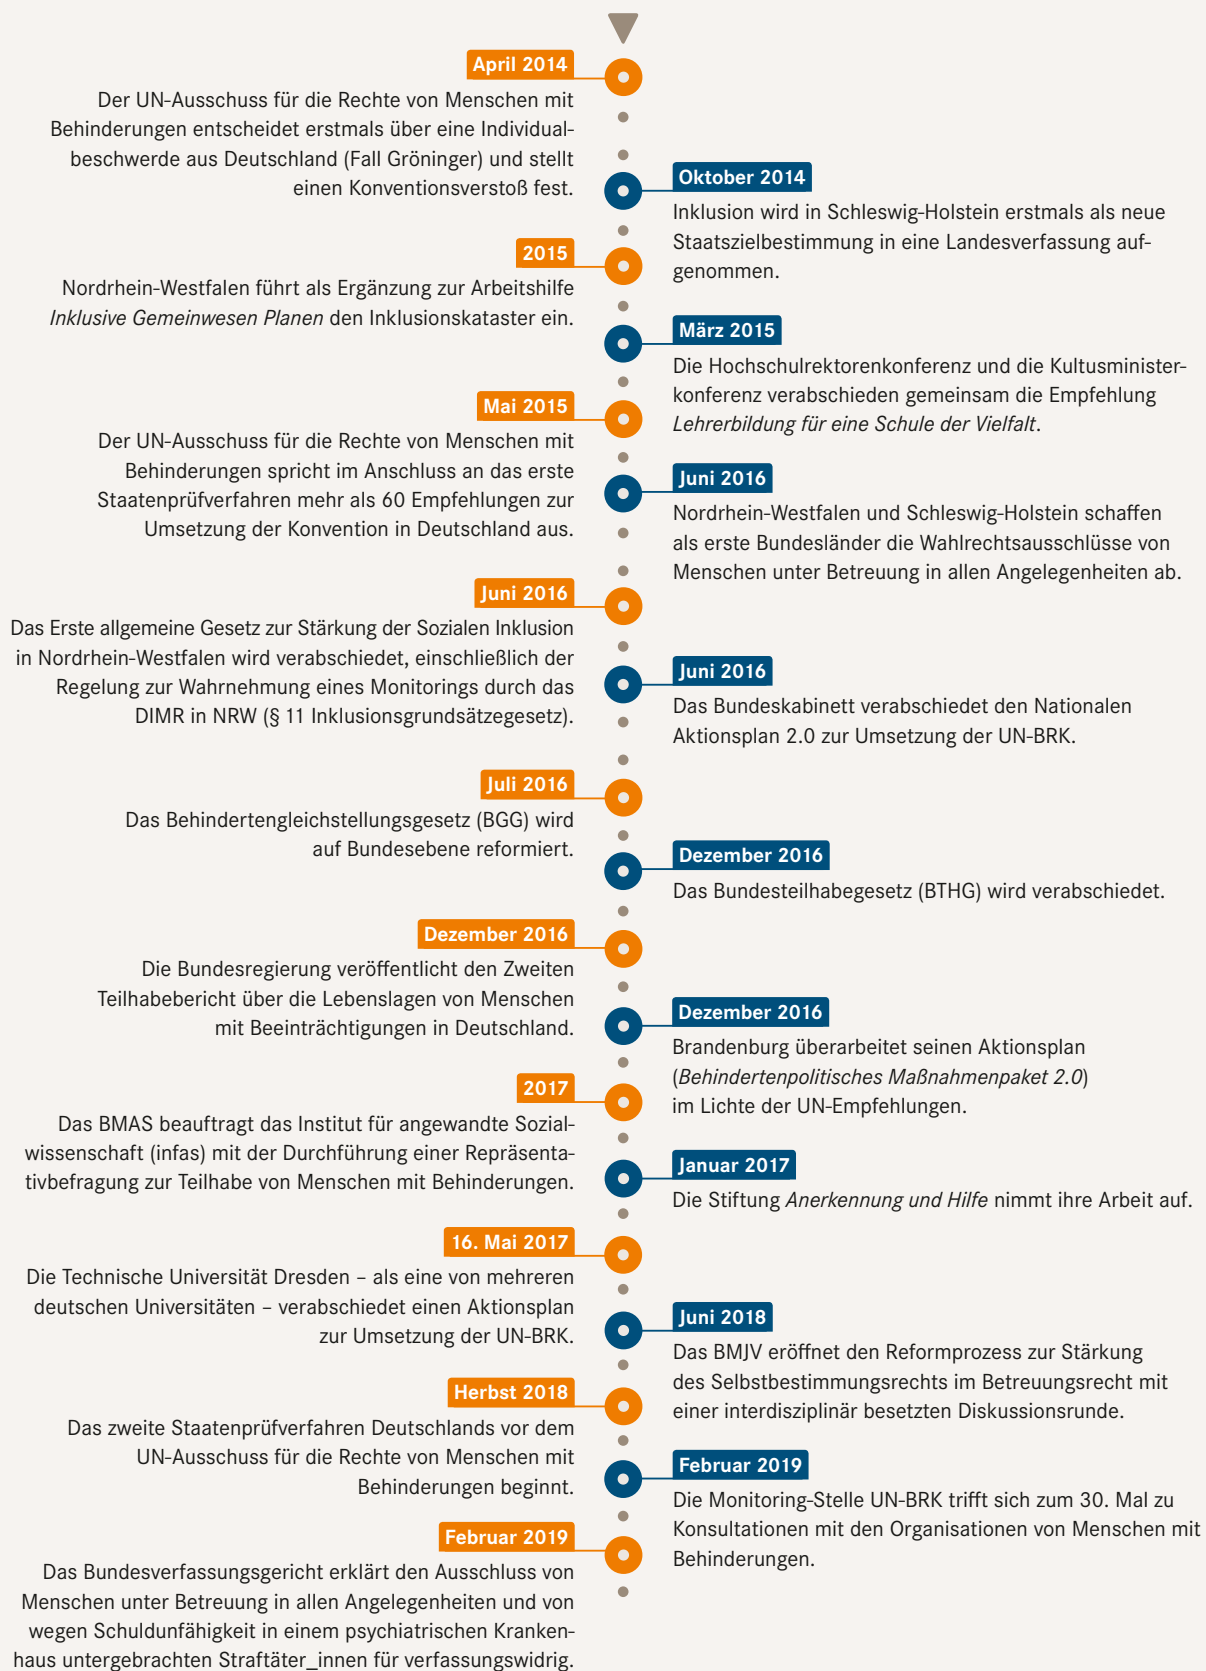 April 2014
Der UN-Ausschuss für die Rechte von Menschen mit
Behinderungen entscheidet erstmals über eine Individual-
beschwerde aus Deutschland (Fall Gröninger) und stellt
einen Konventionsverstoß fest.
Oktober 2014
Inklusion wird in Schleswig-Holstein erstmals als neue
Staatszielbestimmung in eine Landesverfassung auf-
genommen.
2015
Nordrhein-Westfalen führt als Ergänzung zur Arbeitshilfe
Inklusive Gemeinwesen Planen den Inklusionskataster ein.
März 2015
Die Hochschulrektorenkonferenz und die Kultusminister-
konferenz verabschieden gemeinsam die Empfehlung
Lehrerbildung für eine Schule der Vielfalt.
Mai 2015
Der UN-Ausschuss für die Rechte von Menschen mit
Behinderungen spricht im Anschluss an das erste
Staatenprüfverfahren mehr als 60 Empfehlungen zur
Umsetzung der Konvention in Deutschland aus.
Juni 2016
Nordrhein-Westfalen und Schleswig-Holstein schaffen
als erste Bundesländer die Wahlrechtsausschlüsse von
Menschen unter Betreuung in allen Angelegenheiten ab.
Juni 2016
Das Erste allgemeine Gesetz zur Stärkung der Sozialen Inklusion
in Nordrhein-Westfalen wird verabschiedet, einschließlich der
Regelung zur Wahrnehmung eines Monitorings durch das
DIMR in NRW (§ 11 Inklusionsgrundsätzegesetz).
Juni 2016
Das Bundeskabinett verabschiedet den Nationalen
Aktionsplan 2.0 zur Umsetzung der UN-BRK.
Juli 2016
Das Behindertengleichstellungsgesetz (BGG) wird
auf Bundesebene reformiert.
Dezember 2016
Das Bundesteilhabegesetz (BTHG) wird verabschiedet.
Dezember 2016
Die Bundesregierung veröffentlicht den Zweiten
Teilhabebericht über die Lebenslagen von Menschen
mit Beeinträchtigungen in Deutschland.
Dezember 2016
Brandenburg überarbeitet seinen Aktionsplan
(Behindertenpolitisches Maßnahmenpaket 2.0)
im Lichte der UN-Empfehlungen.
2017
Das BMAS beauftragt das Institut für angewandte Sozial-
wissenschaft (infas) mit der Durchführung einer Repräsenta-
tivbefragung zur Teilhabe von Menschen mit Behinderungen.
Januar 2017
Die Stiftung Anerkennung und Hilfe nimmt ihre Arbeit auf.
16. Mai 2017
Die Technische Universität Dresden – als eine von mehreren
deutschen Universitäten – verabschiedet einen Aktionsplan
zur Umsetzung der UN-BRK.
Juni 2018
Das BMJV eröffnet den Reformprozess zur Stärkung
des Selbstbestimmungsrechts im Betreuungsrecht mit
einer interdisziplinär besetzten Diskussionsrunde.
Herbst 2018
Das zweite Staatenprüfverfahren Deutschlands vor dem
UN-Ausschuss für die Rechte von Menschen mit
Behinderungen beginnt.
Februar 2019
Die Monitoring-Stelle UN-BRK trifft sich zum 30. Mal zu
Konsultationen mit den Organisationen von Menschen mit
Behinderungen.
Februar 2019
Das Bundesverfassungsgericht erklärt den Ausschluss von
Menschen unter Betreuung in allen Angelegenheiten und von
wegen Schuldunfähigkeit in einem psychiatrischen Kranken-
haus untergebrachten Straftäter_innen für verfassungswidrig.